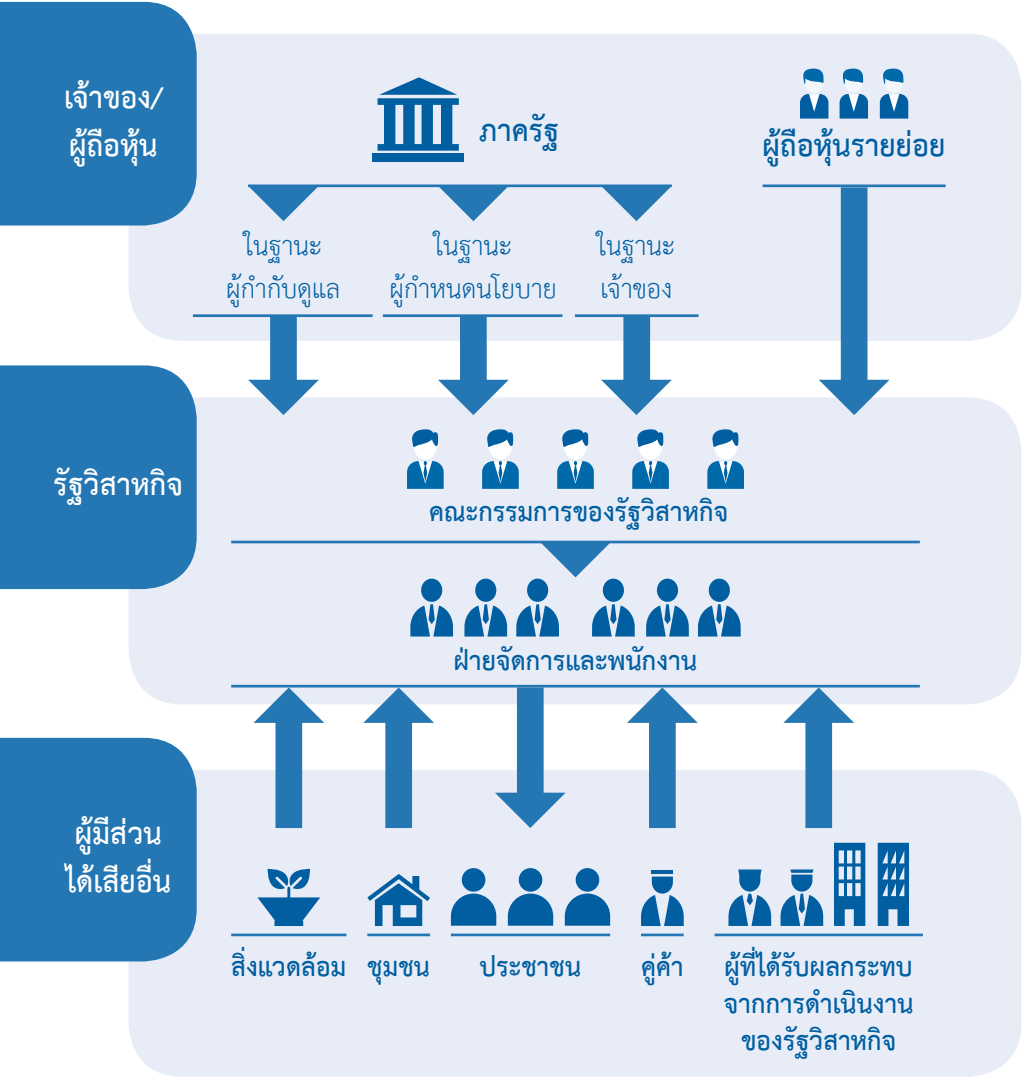 เจ้าของ/
ผู้ถือหุ้น
ภาครัฐ
ผู้ถือหุ้นรายย่อย
ในฐานะ
ผู้กำกับดูแล
ในฐานะ
ผู้กำหนดนโยบาย
ในฐานะ
เจ้าของ
รัฐวิสาหกิจ
คณะกรรมการของรัฐวิสาหกิจ
ฝ่ายจัดการและพนักงาน
ผู้มีส่วน
ได้เสียอื่น
สิ่งแวดล้อม
ชุมชน
ประชาชน
คู่ค้า
ผู้ที่ได้รับผลกระทบ
จากการดำเนินงาน
ของรัฐวิสาหกิจ